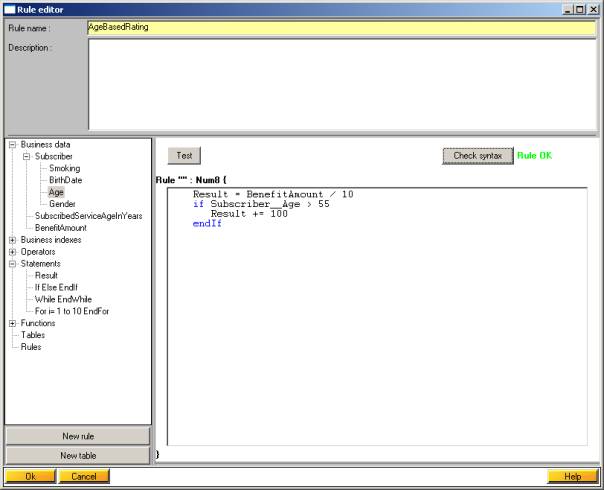 Rule editor
Rule name :
AgeBasedRating
Description :
Business data
Subscriber
Smoking
BirthDate
Age
Gender
SubscribedServiceAgeInYears
BenefitAmount
Business indexes
Operators
Statements
Result
If Else EndIf
While EndWhile
For i= 1 to 10 EndFor
Functions
Tables
Rules
New rule
New table
Test
Check syntax
Rule OK
Rule "" : Num8 {
Result = BenefitAmount / 10
if Subscriber__Age > 55
Result += 100
endIf
}
Ok
Cancel
Help